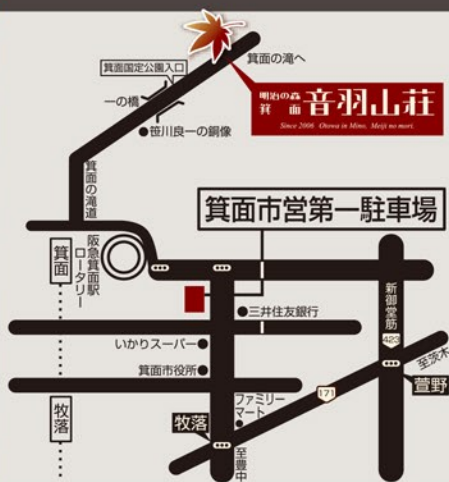 箕面の滝へ
箕面国定公園入口
一の橋
明治の森
箕面 音羽山荘
Since 2006 Otowa in Mino, Meiji no mori.
笹川良一の銅像
箕面の滝道
箕面市営第一駐車場
箕面
阪急箕面駅
ロータリー
新御堂筋
三井住友銀行
423
至茨木
いかりスーパー
箕面市役所
171
萱野
牧落
ファミリー
マート
牧落
至豊中